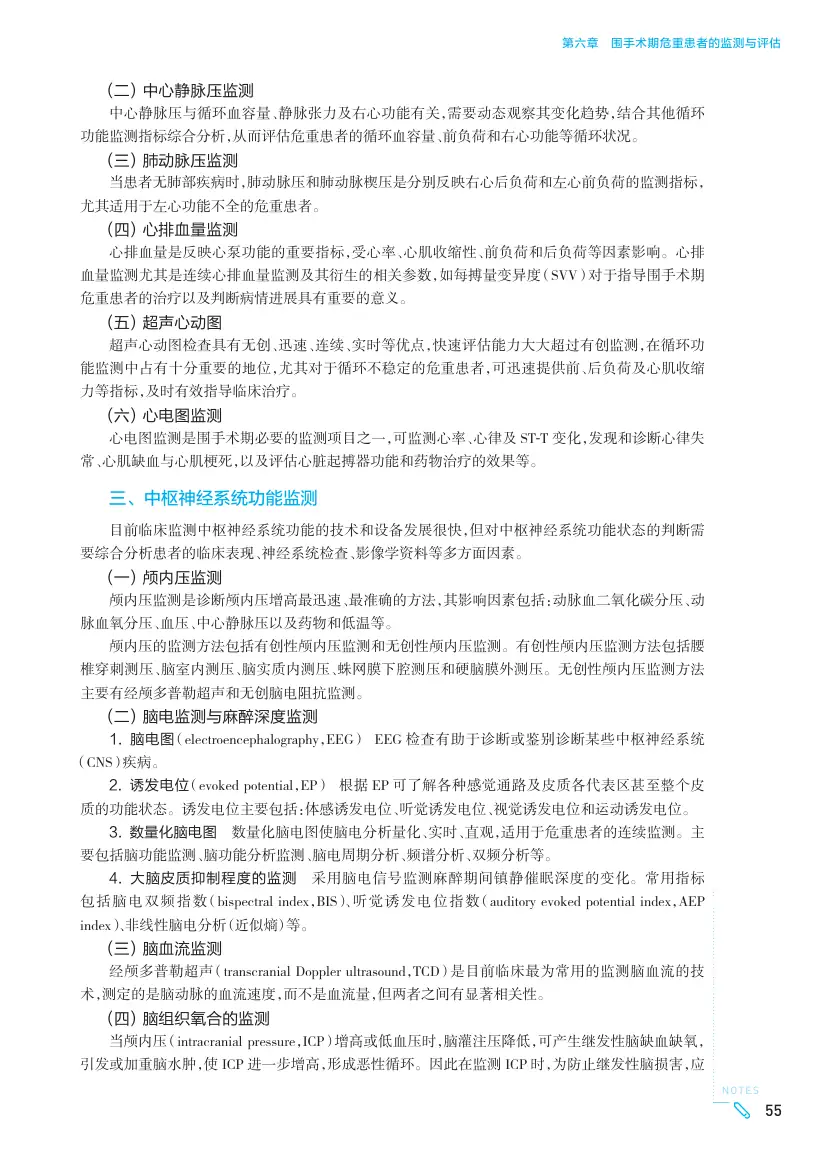 第六章　围手术期危重患者的监测与评估
（二）中心静脉压监测
中心静脉压与循环血容量、静脉张力及右心功能有关,需要动态观察其变化趋势,结合其他循环
功能监测指标综合分析,从而评估危重患者的循环血容量、前负荷和右心功能等循环状况。
（三）肺动脉压监测
当患者无肺部疾病时,肺动脉压和肺动脉楔压是分别反映右心后负荷和左心前负荷的监测指标,
尤其适用于左心功能不全的危重患者。
（四）心排血量监测
心排血量是反映心泵功能的重要指标,受心率、心肌收缩性、前负荷和后负荷等因素影响。心排
血量监测尤其是连续心排血量监测及其衍生的相关参数,如每搏量变异度(SVV)对于指导围手术期
危重患者的治疗以及判断病情进展具有重要的意义。
（五）超声心动图
超声心动图检查具有无创、迅速、连续、实时等优点,快速评估能力大大超过有创监测,在循环功
能监测中占有十分重要的地位,尤其对于循环不稳定的危重患者,可迅速提供前、后负荷及心肌收缩
力等指标,及时有效指导临床治疗。
（六）心电图监测
心电图监测是围手术期必要的监测项目之一,可监测心率、心律及 ST-T 变化,发现和诊断心律失
常、心肌缺血与心肌梗死,以及评估心脏起搏器功能和药物治疗的效果等。
三、中枢神经系统功能监测
目前临床监测中枢神经系统功能的技术和设备发展很快,但对中枢神经系统功能状态的判断需
要综合分析患者的临床表现、神经系统检查、影像学资料等多方面因素。
（一）颅内压监测
颅内压监测是诊断颅内压增高最迅速、最准确的方法,其影响因素包括:动脉血二氧化碳分压、动
脉血氧分压、血压、中心静脉压以及药物和低温等。
颅内压的监测方法包括有创性颅内压监测和无创性颅内压监测。有创性颅内压监测方法包括腰
椎穿刺测压、脑室内测压、脑实质内测压、蛛网膜下腔测压和硬脑膜外测压。无创性颅内压监测方法
主要有经颅多普勒超声和无创脑电阻抗监测。
（二）脑电监测与麻醉深度监测
1. 脑电图(electroencephalography,EEG)　EEG 检查有助于诊断或鉴别诊断某些中枢神经系统
(CNS)疾病。
2. 诱发电位(evoked potential,EP)　根据 EP 可了解各种感觉通路及皮质各代表区甚至整个皮
质的功能状态。诱发电位主要包括:体感诱发电位、听觉诱发电位、视觉诱发电位和运动诱发电位。
3. 数量化脑电图　数量化脑电图使脑电分析量化、实时、直观,适用于危重患者的连续监测。主
要包括脑功能监测、脑功能分析监测、脑电周期分析、频谱分析、双频分析等。
4. 大脑皮质抑制程度的监测　采用脑电信号监测麻醉期间镇静催眠深度的变化。常用指标
包括脑电双频指数(bispectral index,BIS)、听觉诱发电位指数(auditory evoked potential index,AEP
index)、非线性脑电分析(近似熵)等。
（三）脑血流监测
经颅多普勒超声(transcranial Doppler ultrasound,TCD)是目前临床最为常用的监测脑血流的技
术,测定的是脑动脉的血流速度,而不是血流量,但两者之间有显著相关性。
（四）脑组织氧合的监测
当颅内压(intracranial pressure,ICP)增高或低血压时,脑灌注压降低,可产生继发性脑缺血缺氧,
引发或加重脑水肿,使 ICP 进一步增高,形成恶性循环。因此在监测 ICP 时,为防止继发性脑损害,应
NOTES
55